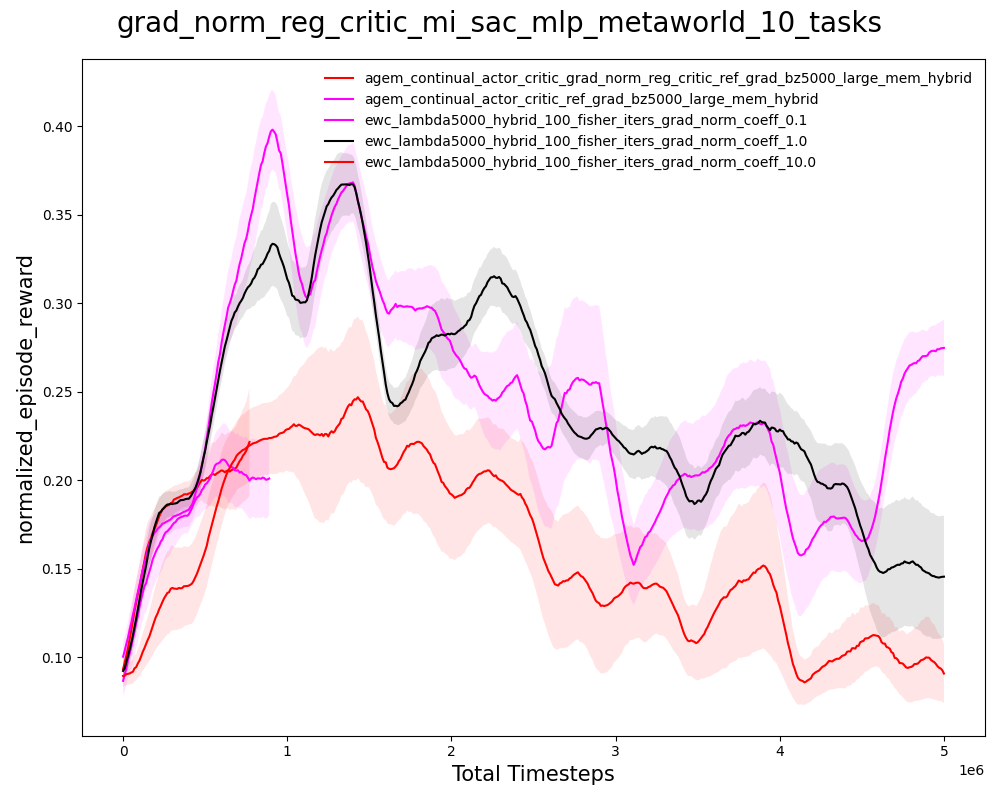 grad_norm_reg_critic_mi_sac_mlp_metaworld_10_tasks
agem_continual_actor_critic_grad_norm_reg_critic_ref_grad_bz5000_large_mem_hybrid
agem_continual_actor_critic_ref_grad_bz5000_large_mem_hybrid
ewc_lambda5000_hybrid_100_fisher_iters_grad_norm_coeff_0.1
ewc_lambda5000_hybrid_100_fisher_iters_grad_norm_coeff_1.0
ewc_lambda5000_hybrid_100_fisher_iters_grad_norm_coeff_10.0
normalized_episode_reward
0.40
0.35
0.30
0.25
0.20
0.15
0.10
0 1 2 3 4 5
1e6
Total Timesteps